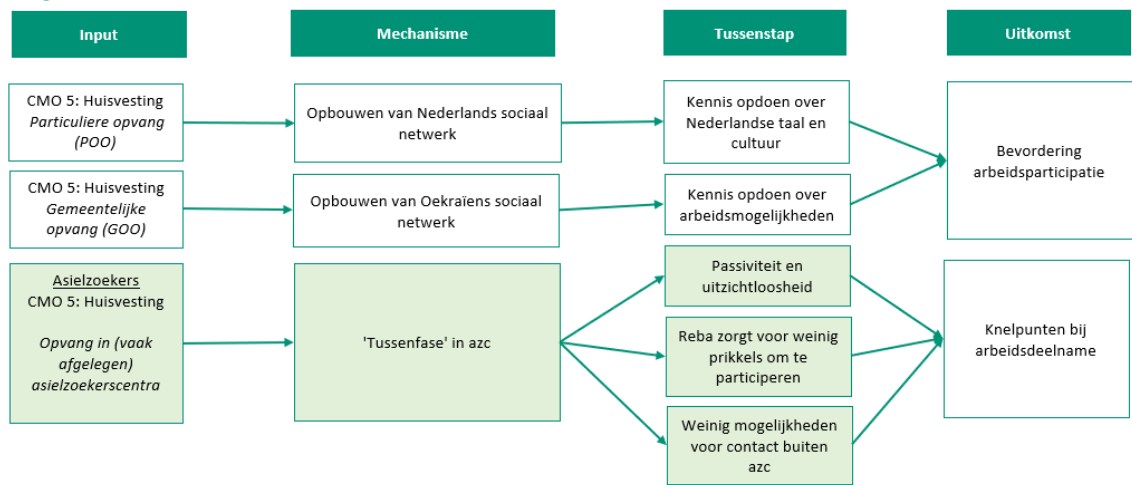 Input
Mechanisme
Tussenstap
Uitkomst
CMO 5: Huisvesting
Particuliere opvang
(POO)
Opbouwen van Nederlands sociaal
netwerk
Kennis opdoen over
Nederlandse taal en
cultuur
Bevordering
arbeidsparticipatie
CMO 5: Huisvesting
Gemeentelijke
opvang (GOO)
Opbouwen van Oekraïens sociaal
netwerk
Kennis opdoen over
arbeidsmogelijkheden
Asielzoekers
CMO 5: Huisvesting
Opvang in (vaak
afgelegen)
asielzoekerscentra
'Tussenfase' in azc
Passiviteit en
uitzichtloosheid
Reba zorgt voor weinig
prikkels om te
participeren
Weinig mogelijkheden
voor contact buiten
azc
Knelpunten bij
arbeidsdeelname